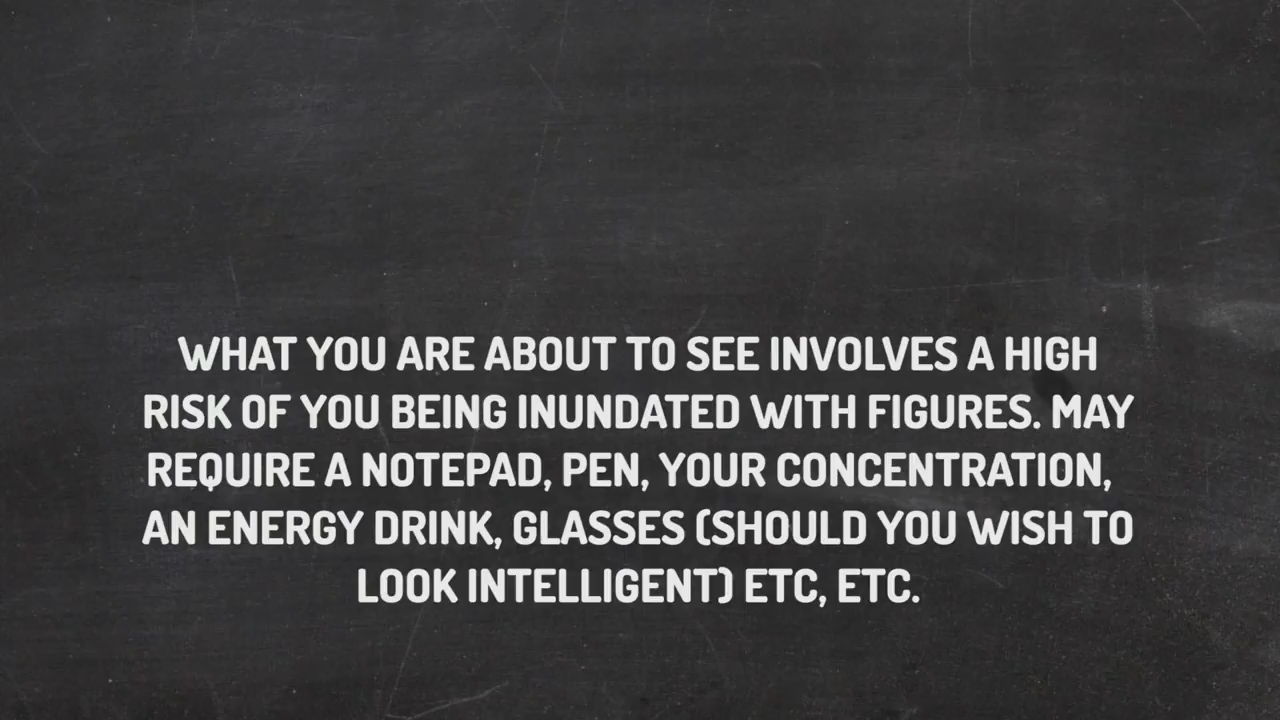 WHAT YOU ARE ABOUT TO SEE INVOLVES A HIGH
RISK OF YOU BEING INUNDATED WITH FIGURES. MAY
REQUIRE A NOTEPAD, PEN, YOUR CONCENTRATION,
AN ENERGY DRINK, GLASSES (SHOULD YOU WISH TO
LOOK INTELLIGENT) ETC, ETC.